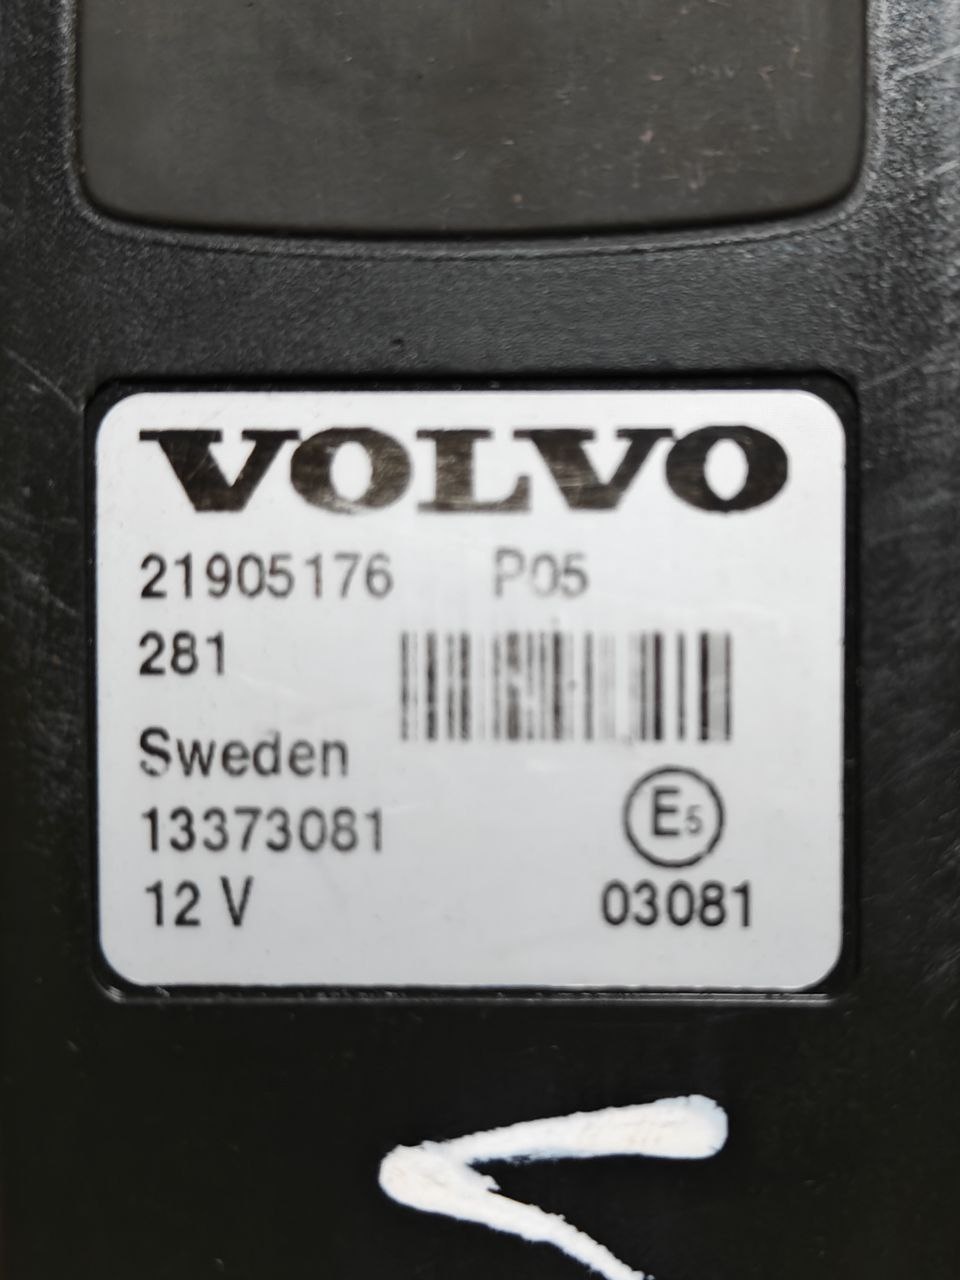 VOLVO
21905176 P05
281
Sweden
13373081
E5
12 V
03081